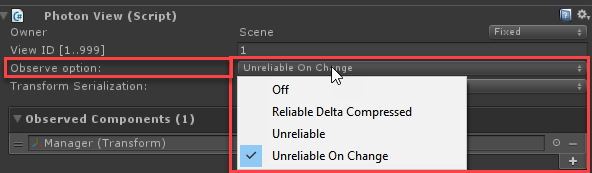 Photon View (Script)
Owner Scene Fixed
View ID [1..999] 1
Observe option: Unreliable On Change
Transform Serialization:
Off
Reliable Delta Compressed
Unreliable
Unreliable On Change
Observed Components (1)
Manager (Transform)